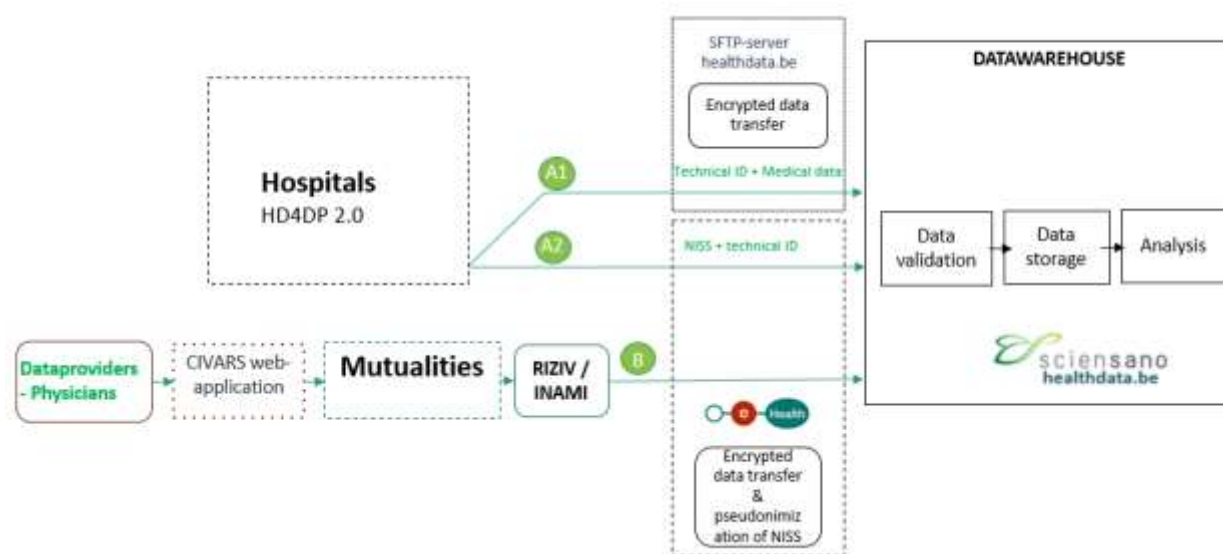 SFTP-server
healthdata.be
Encrypted data
transfer
DATAWAREHOUSE
Hospitals
HD4DP 2.0
A1
Technical ID + Medical data
A2
NISS + technical ID
Data
validation
Data
storage
Analysis
Dataproviders
- Physicians
CIVARS web-
application
Mutualities
RIZIV /
INAMI
B
sciensano
healthdata.be
Health
Encrypted
data transfer
&
pseudonimiz
ation of NISS